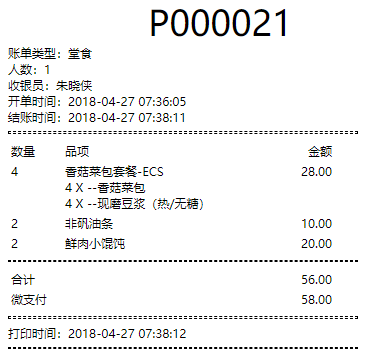 P000021
账单类型：堂食
人数：1
收银员：朱晓侠
开单时间：2018-04-27 07:36:05
结账时间：2018-04-27 07:38:11
数量 品项 金额
4 香菇菜包套餐-ECS 28.00
4 X --香菇菜包
4 X --现磨豆浆（热/无糖）
2 非矾油条 10.00
2 鲜肉小馄饨 20.00
合计 56.00
微支付 58.00
打印时间：2018-04-27 07:38:12